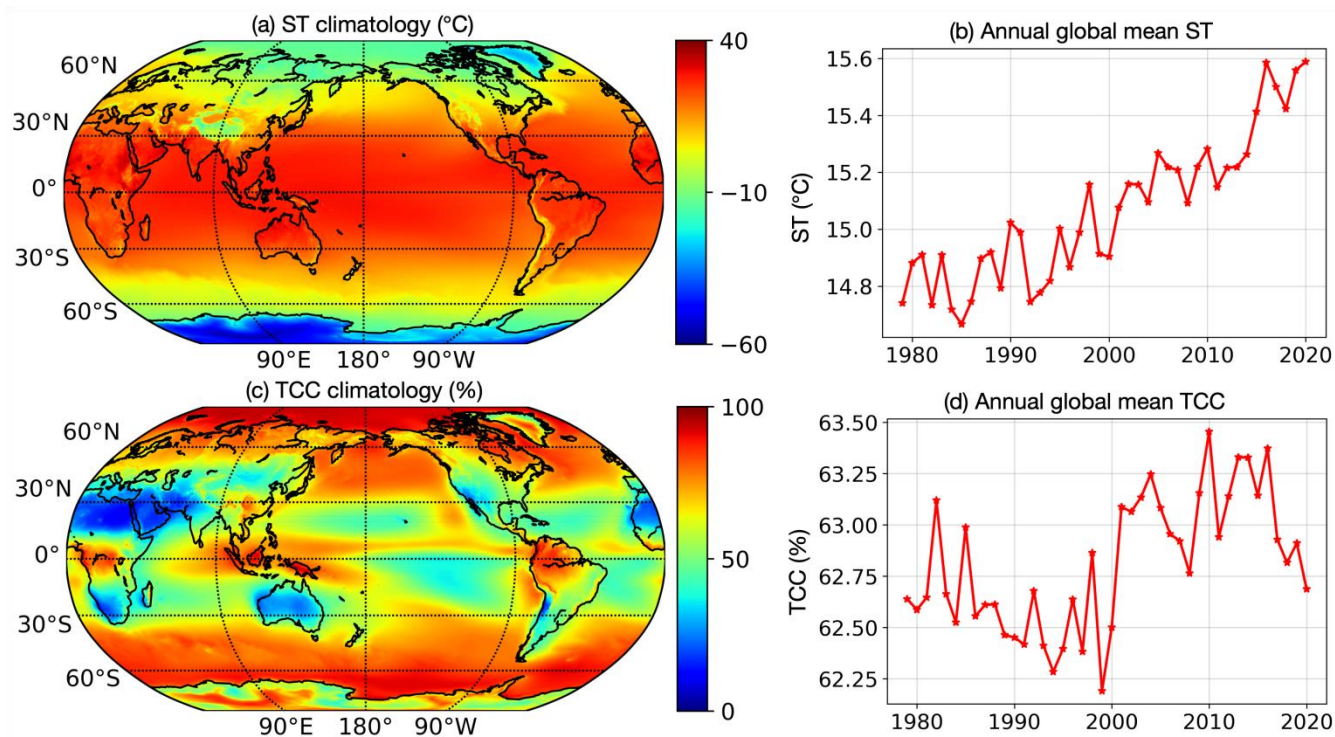 (a) ST climatology (°C)
60°N
30°N
0°
30°S
60°S
90°E 180° 90°W
40
−10
−60
(b) Annual global mean ST
ST (°C)
15.6
15.4
15.2
15.0
14.8
1980 1990 2000 2010 2020
(c) TCC climatology (%)
60°N
30°N
0°
30°S
60°S
90°E 180° 90°W
100
50
0
(d) Annual global mean TCC
TCC (%)
63.50
63.25
63.00
62.75
62.50
62.25
1980 1990 2000 2010 2020